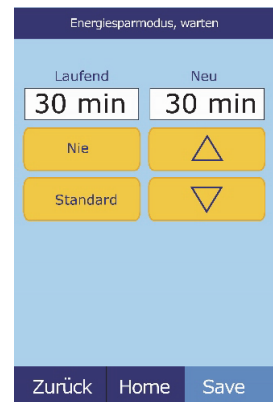 Energiesparmodus, warten
Laufend Neu
30 min 30 min
Nie
Standard
Zurück Home Save